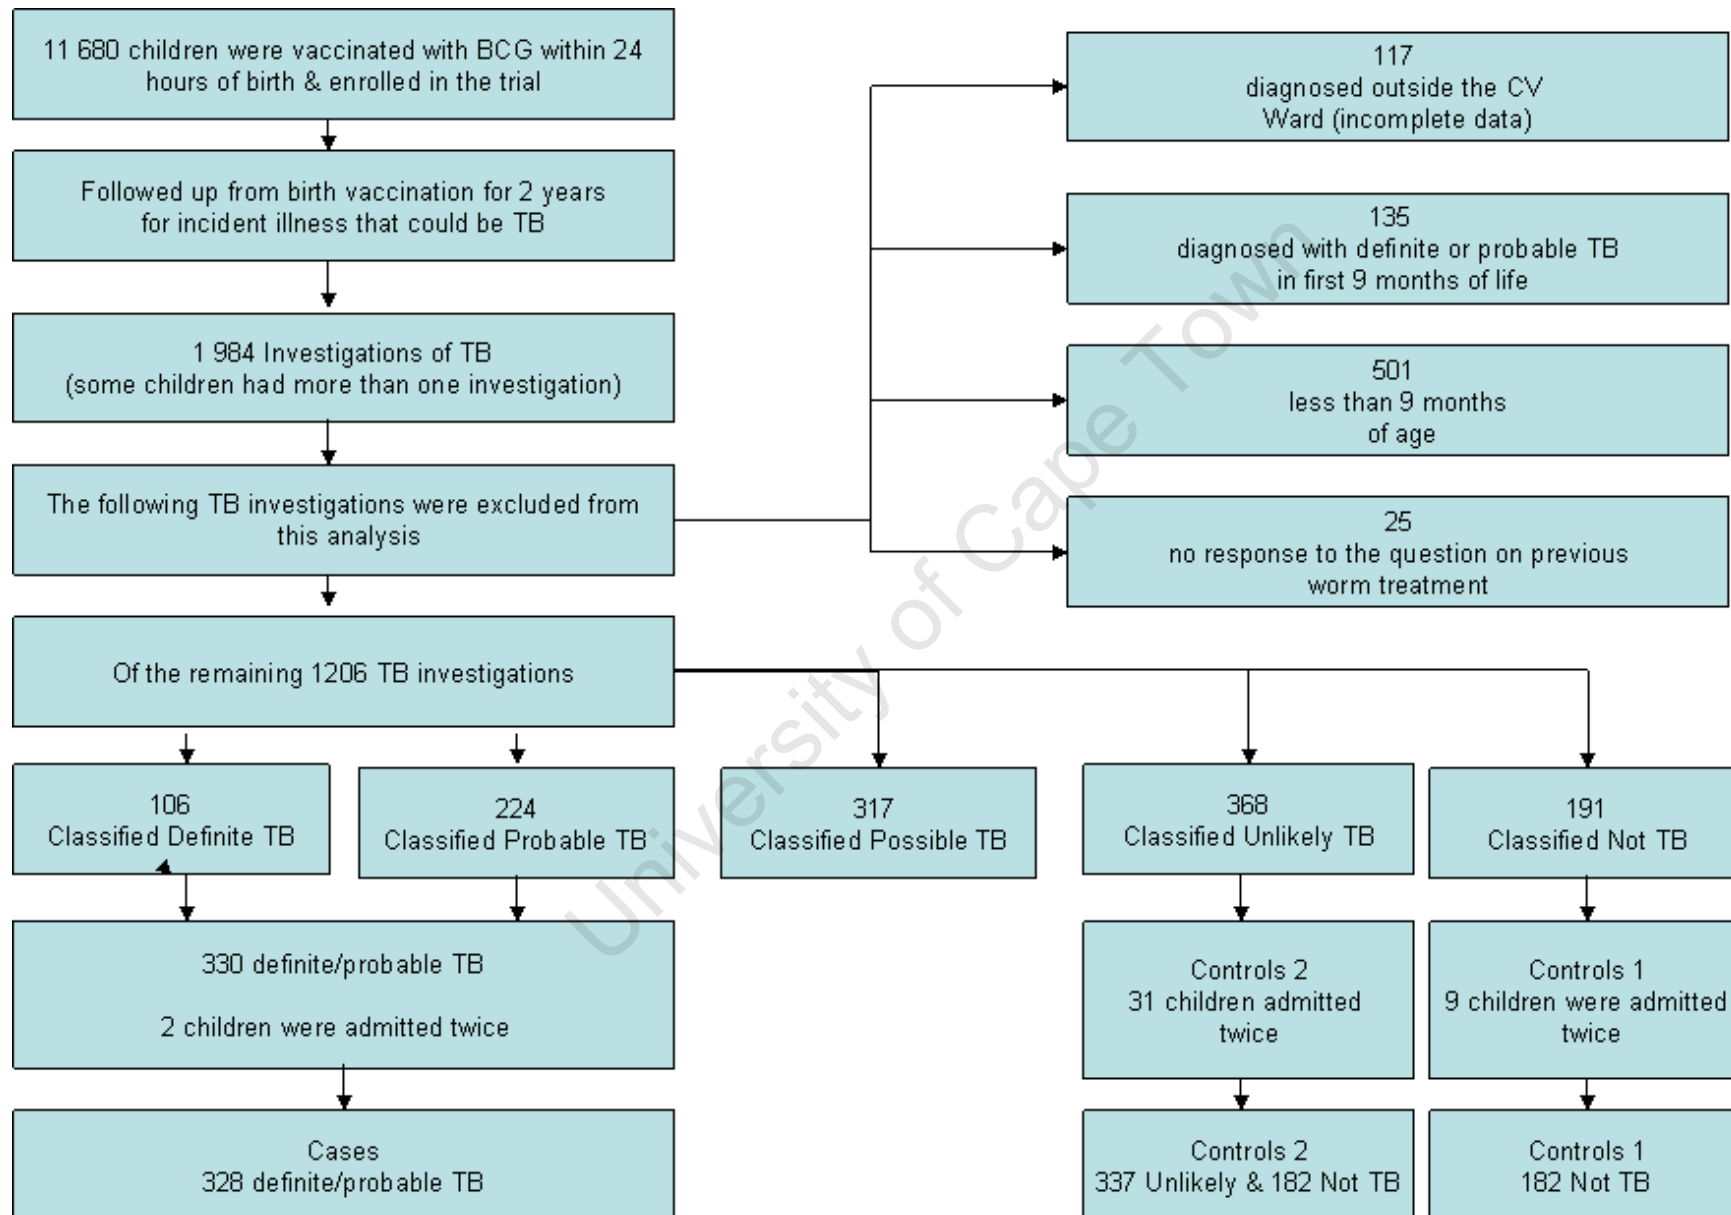 11 680 children were vaccinated with BCG within 24
hours of birth & enrolled in the trial
Followed up from birth vaccination for 2 years
for incident illness that could be TB
1 984 Investigations of TB
(some children had more than one investigation)
The following TB investigations were excluded from
this analysis
117
diagnosed outside the CV
Ward (incomplete data)
135
diagnosed with definite or probable TB
in first 9 months of life
501
less than 9 months
of age
25
no response to the question on previous
worm treatment
Of the remaining 1206 TB investigations
106
Classified Definite TB
224
Classified Probable TB
317
Classified Possible TB
368
Classified Unlikely TB
191
Classified Not TB
330 definite/probable TB
2 children were admitted twice
Controls 2
31 children admitted
twice
Controls 1
9 children were admitted
twice
Cases
328 definite/probable TB
Controls 2
337 Unlikely & 182 Not TB
Controls 1
182 Not TB
University of Cape Town